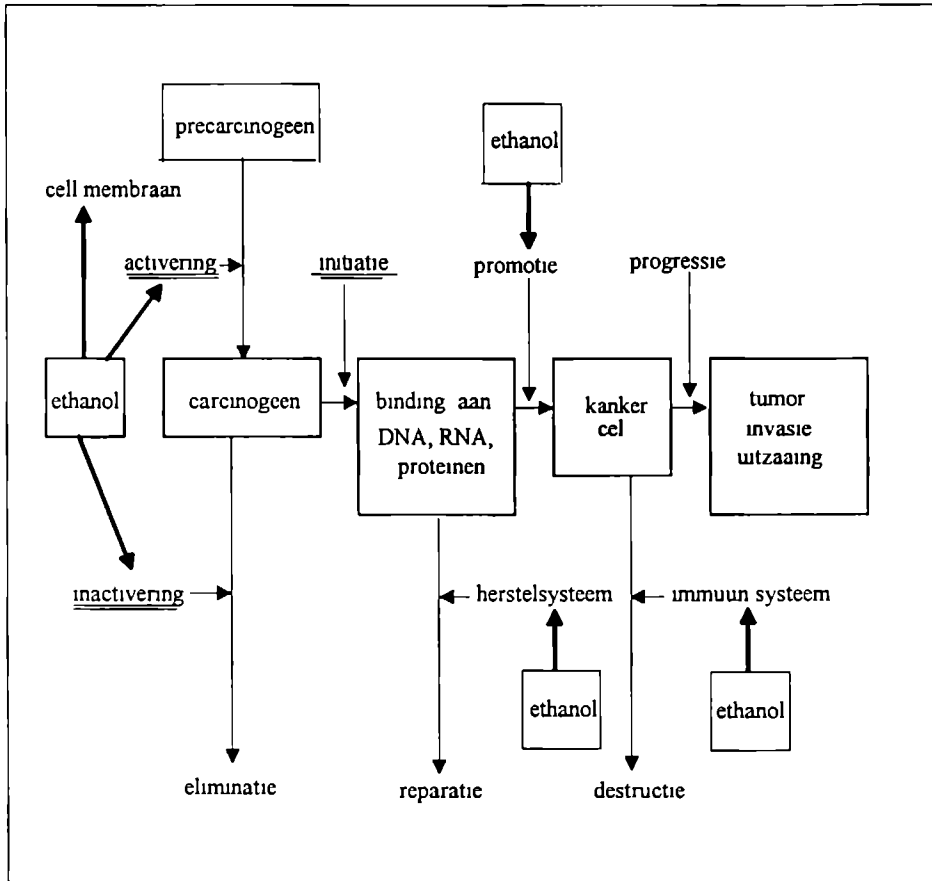 precarcinogeen
ethanol
cell membraan
activering
initiatie
promotie
progressie
ethanol
carcinogeen
binding aan
DNA, RNA,
proteinen
kanker
cel
tumor
invasie
uitzaaing
inactivering
herstelsysteem
immuun systeem
ethanol
ethanol
eliminatie
reparatie
destructie